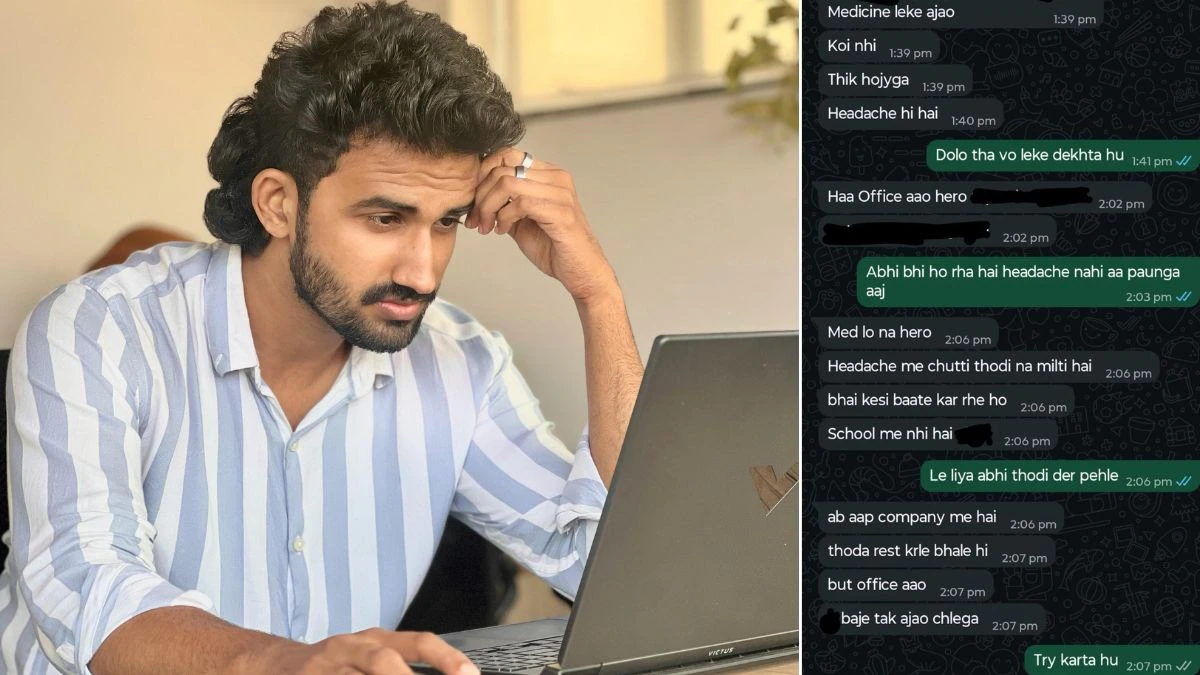 Medicine leke ajao
1:39 pm
Koi nhi
1:39 pm
Thik hojyga
1:39 pm
Headache hi hai
1:40 pm
Dolo tha vo leke dekhta hu
1:41 pm
Haa Office aao hero
2:02 pm
2:02 pm
Abhi bhi ho rha hai headache nahi aa paunga
aaj
2:03 pm
Med lo na hero
2:06 pm
Headache me chutti thodi na milti hai
2:06 pm
bhai kesi baate kar rhe ho
2:06 pm
School me nhi hai
2:06 pm
Le liya abhi thodi der pehle
2:06 pm
ab aap company me hai
2:06 pm
thoda rest krle bhale hi
2:07 pm
but office aao
2:07 pm
baje tak ajao chlega
2:07 pm
Try karta hu
2:07 pm
VICTUS